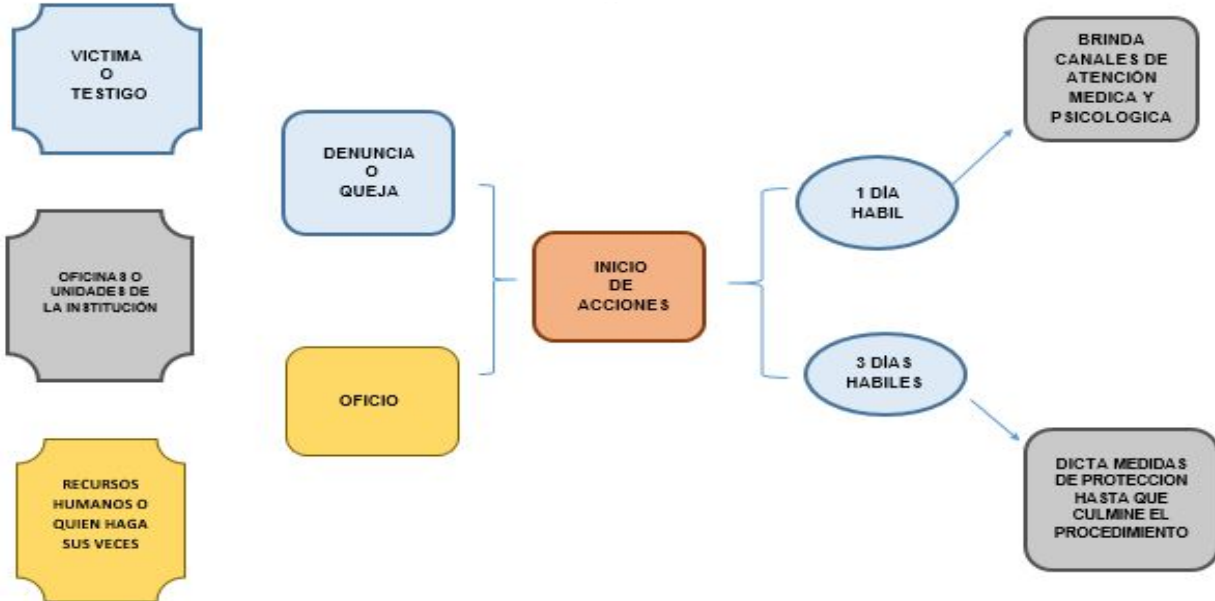 VICTIMA
O
TESTIGO
OFICINAS O
UNIDADES DE
LA INSTITUCIÓN
RECURSOS
HUMANOS O
QUIEN HAGA
SUS VECES
DENUNCIA
O
QUEJA
OFICIO
INICIO
DE
ACCIONES
1 DÍA
HABIL
3 DÍAS
HABILES
BRINDA
CANALES DE
ATENCIÓN
MEDICA Y
PSICOLOGICA
DICTA MEDIDAS
DE PROTECCION
HASTA QUE
CULMINE EL
PROCEDIMIENTO